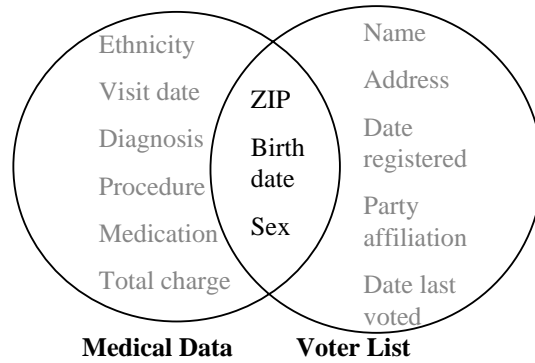 Ethnicity
Visit date
Diagnosis
Procedure
Medication
Total charge
ZIP
Birth
date
Sex
Name
Address
Date
registered
Party
affiliation
Date last
voted
Medical Data
Voter List